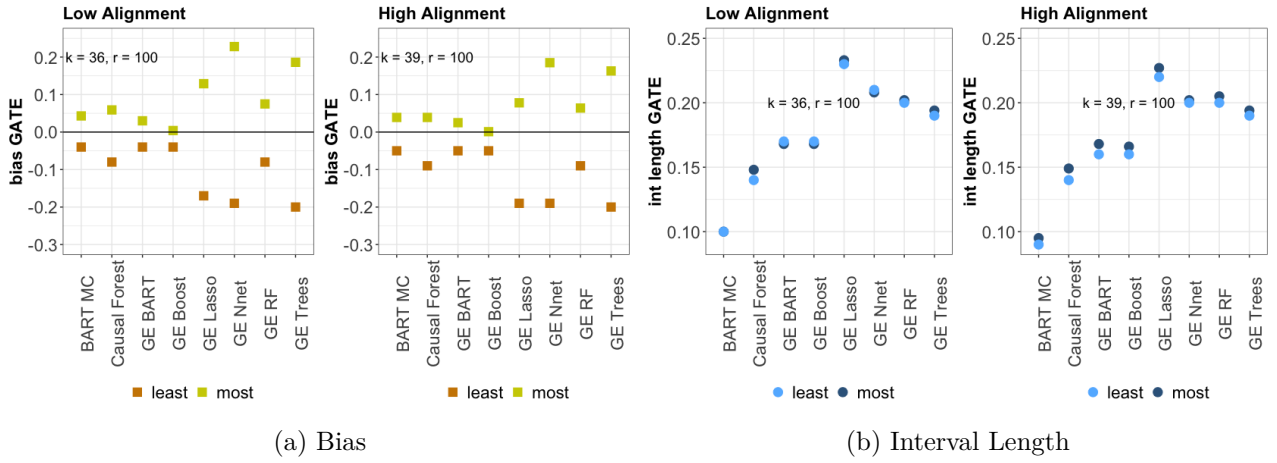 Low Alignment
k = 36, r = 100
bias GATE
0.2
0.1
0.0
-0.1
-0.2
-0.3
BART MC
Causal Forest
GE BART
GE Boost
GE Lasso
GE Nnet
GE RF
GE Trees
least most
High Alignment
k = 39, r = 100
bias GATE
0.2
0.1
0.0
-0.1
-0.2
-0.3
BART MC
Causal Forest
GE BART
GE Boost
GE Lasso
GE Nnet
GE RF
GE Trees
least most
(a) Bias
Low Alignment
k = 36, r = 100
int length GATE
0.25
0.20
0.15
0.10
BART MC
Causal Forest
GE BART
GE Boost
GE Lasso
GE Nnet
GE RF
GE Trees
least most
High Alignment
k = 39, r = 100
int length GATE
0.25
0.20
0.15
0.10
BART MC
Causal Forest
GE BART
GE Boost
GE Lasso
GE Nnet
GE RF
GE Trees
least most
(b) Interval Length